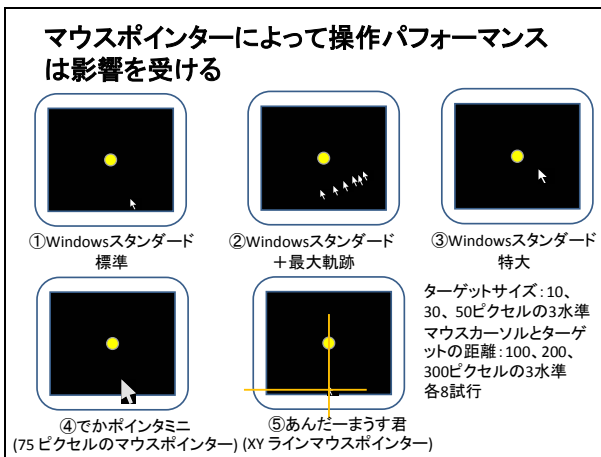 マウスポインターによって操作パフォーマンス
は影響を受ける
①Windowsスタンダード
標準
②Windowsスタンダード
＋最大軌跡
③Windowsスタンダード
特大
④でかポインタミニ
(75 ピクセルのマウスポインター)
⑤あんだーまうす君
(XY ラインマウスポインター)
ターゲットサイズ：10、
30、50ピクセルの3水準
マウスカーソルとターゲ
ットの距離：100、200、
300ピクセルの3水準
各8試行